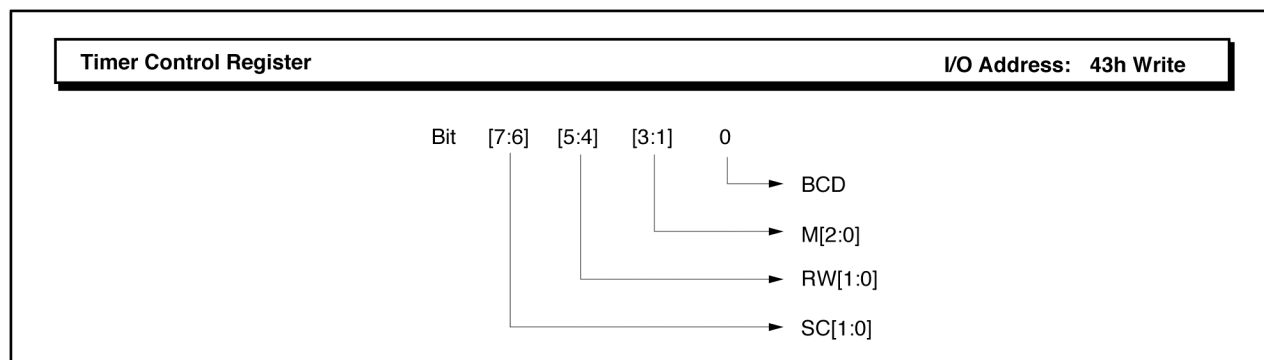 Timer Control Register I/O Address: 43h Write
Bit [7:6] [5:4] [3:1] 0
BCD
M[2:0]
RW[1:0]
SC[1:0]